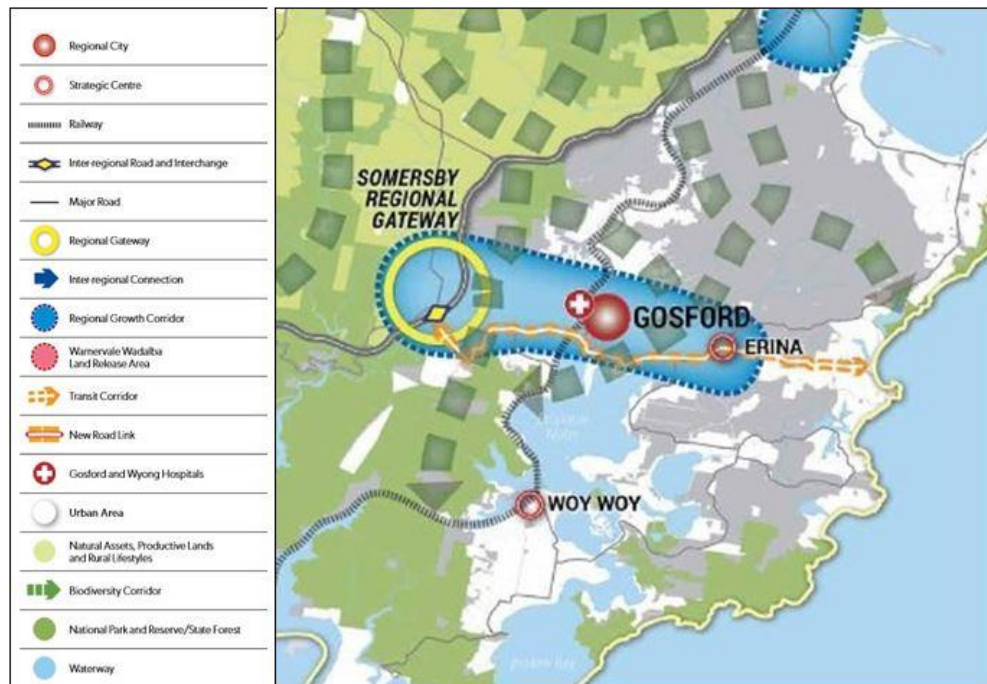 Regional City
Strategic Centre
Railway
Inter regional Road and Interchange
Major Road
Regional Gateway
Inter regional Connection
Regional Growth Corridor
Warnervale Wadalba
Land Release Area
Transit Corridor
New Road Link
Gosford and Wyong Hospitals
Urban Area
Natural Assets, Productive Lands
and Rural Lifestyles
Biodiversity Corridor
National Park and Reserve/State Forest
Waterway
SOMERSBY
REGIONAL
GATEWAY
GOSFORD
ERINA
WOY WOY